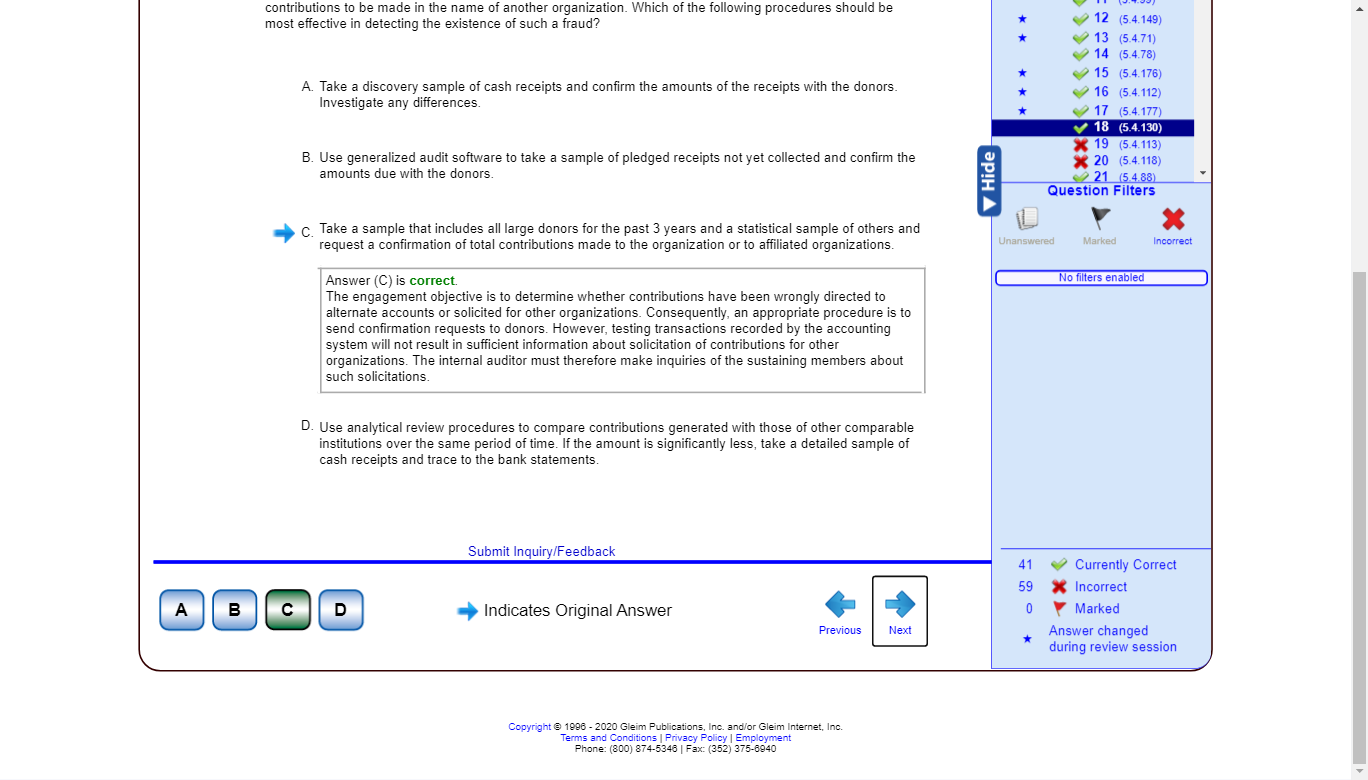 contributions to be made in the name of another organization. Which of the following procedures should be
most effective in detecting the existence of such a fraud?
A. Take a discovery sample of cash receipts and confirm the amounts of the receipts with the donors.
Investigate any differences.
B. Use generalized audit software to take a sample of pledged receipts not yet collected and confirm the
amounts due with the donors.
C. Take a sample that includes all large donors for the past 3 years and a statistical sample of others and
request a confirmation of total contributions made to the organization or to affiliated organizations.
Answer (C) is correct.
The engagement objective is to determine whether contributions have been wrongly directed to
alternate accounts or solicited for other organizations. Consequently, an appropriate procedure is to
send confirmation requests to donors. However, testing transactions recorded by the accounting
system will not result in sufficient information about solicitation of contributions for other
organizations. The internal auditor must therefore make inquiries of the sustaining members about
such solicitations.
D. Use analytical review procedures to compare contributions generated with those of other comparable
institutions over the same period of time. If the amount is significantly less, take a detailed sample of
cash receipts and trace to the bank statements.
Submit Inquiry/Feedback
A B C D
Indicates Original Answer
Previous
Next
12 (5.4.149)
13 (5.4.71)
14 (5.4.78)
15 (5.4.176)
16 (5.4.112)
17 (5.4.177)
18 (5.4.130)
19 (5.4.113)
20 (5.4.118)
21 (5.4.88)
Hide
Question Filters
Unanswered
Marked
Incorrect
No filters enabled
41 Currently Correct
59 Incorrect
0 Marked
Answer changed
during review session
Copyright © 1996 - 2020 Gleim Publications, Inc. and/or Gleim Internet, Inc.
Terms and Conditions | Privacy Policy | Employment
Phone: (800) 874-5346 | Fax: (352) 375-6940